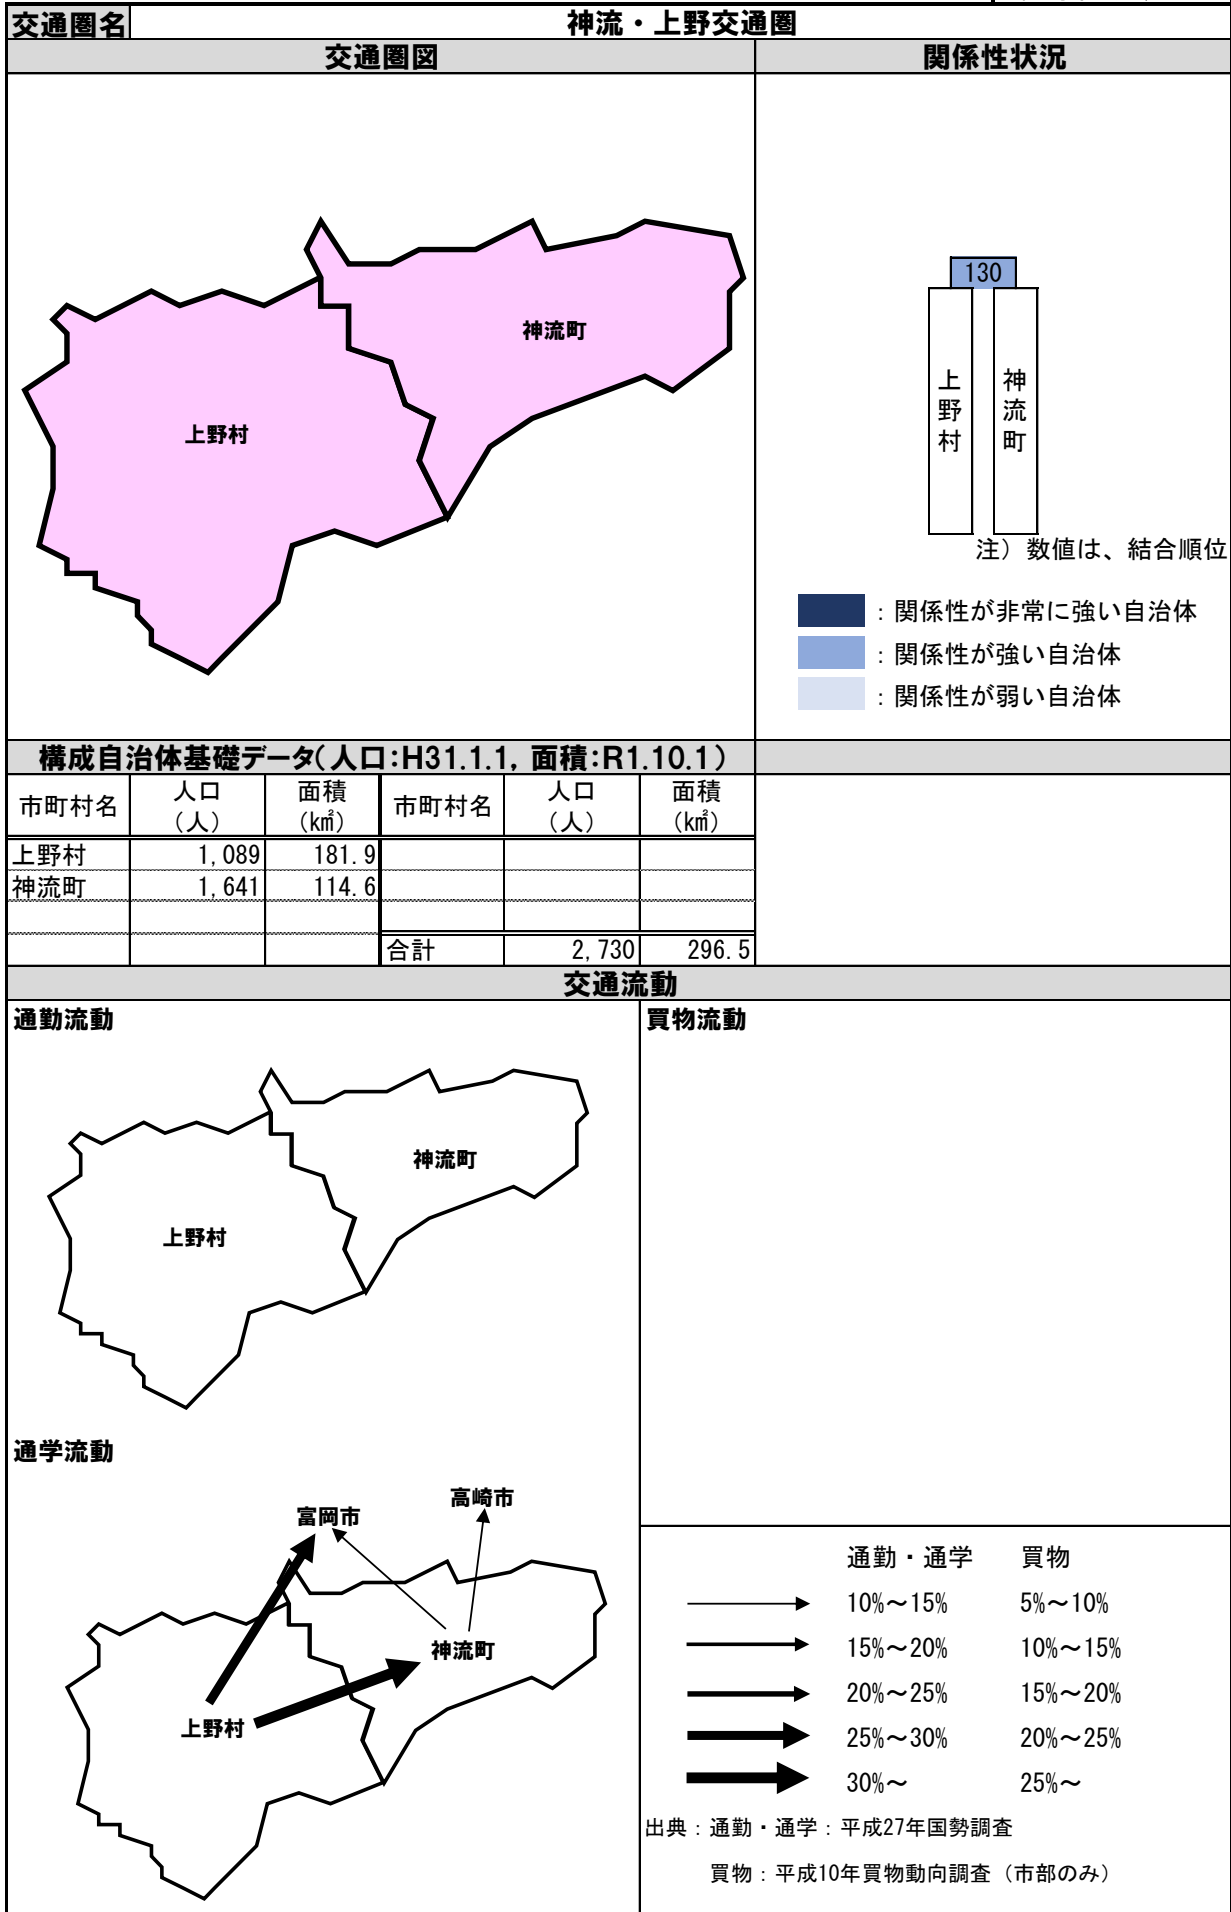 交通圏名
神流・上野交通圏
交通圏図
関係性状況
神流町
上野村
130
上野村
神流町
注）数値は、結合順位
：関係性が非常に強い自治体
：関係性が強い自治体
：関係性が弱い自治体
構成自治体基礎データ（人口：H31.1.1，面積：R1.10.1）
市町村名 人口（人） 面積（k㎡） 市町村名 人口（人） 面積（k㎡）
上野村 1,089 181.9
神流町 1,641 114.6
合計 2,730 296.5
交通流動
通勤流動
神流町
上野村
買物流動
通学流動
富岡市
高崎市
神流町
上野村
通勤・通学 買物
10%～15% 5%～10%
15%～20% 10%～15%
20%～25% 15%～20%
25%～30% 20%～25%
30%～ 25%～
出典：通勤・通学：平成27年国勢調査
買物：平成10年買物動向調査（市部のみ）